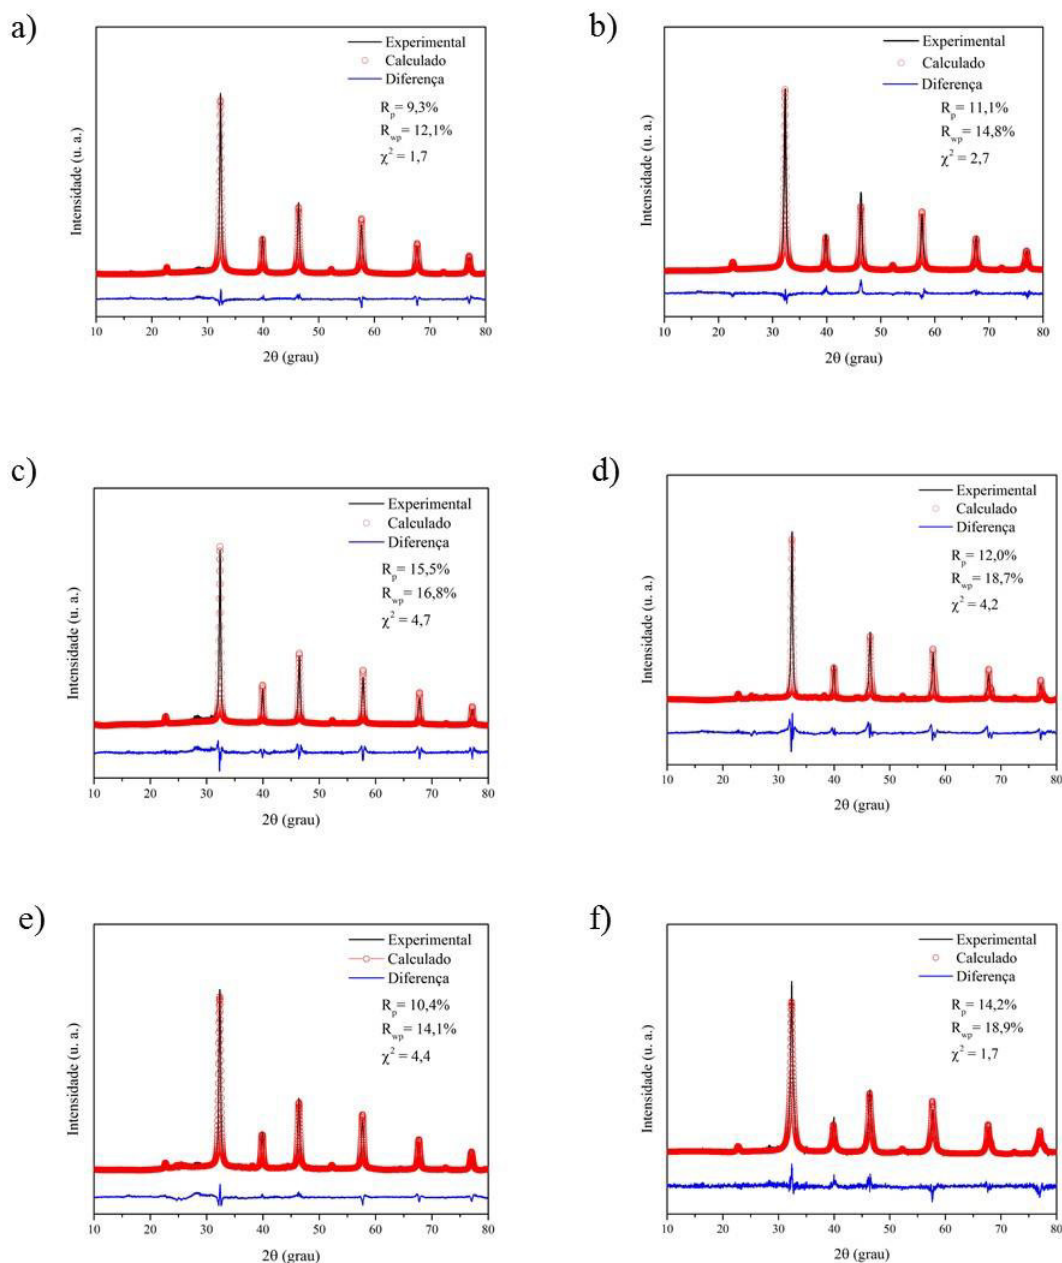 a)
Experimental
Calculado
Diferença
R_p = 9,3%
R_wp = 12,1%
χ² = 1,7
Intensidade (u. a.)
10 20 30 40 50 60 70 80
2θ (grau)
b)
Experimental
Calculado
Diferença
R_p = 11,1%
R_wp = 14,8%
χ² = 2,7
Intensidade (u. a.)
10 20 30 40 50 60 70 80
2θ (grau)
c)
Experimental
Calculado
Diferença
R_p = 15,5%
R_wp = 16,8%
χ² = 4,7
Intensidade (u. a.)
10 20 30 40 50 60 70 80
2θ (grau)
d)
Experimental
Calculado
Diferença
R_p = 12,0%
R_wp = 18,7%
χ² = 4,2
Intensidade (u. a.)
10 20 30 40 50 60 70 80
2θ (grau)
e)
Experimental
Calculado
Diferença
R_p = 10,4%
R_wp = 14,1%
χ² = 4,4
Intensidade (u. a.)
10 20 30 40 50 60 70 80
2θ (grau)
f)
Experimental
Calculado
Diferença
R_p = 14,2%
R_wp = 18,9%
χ² = 1,7
Intensidade (u. a.)
10 20 30 40 50 60 70 80
2θ (grau)